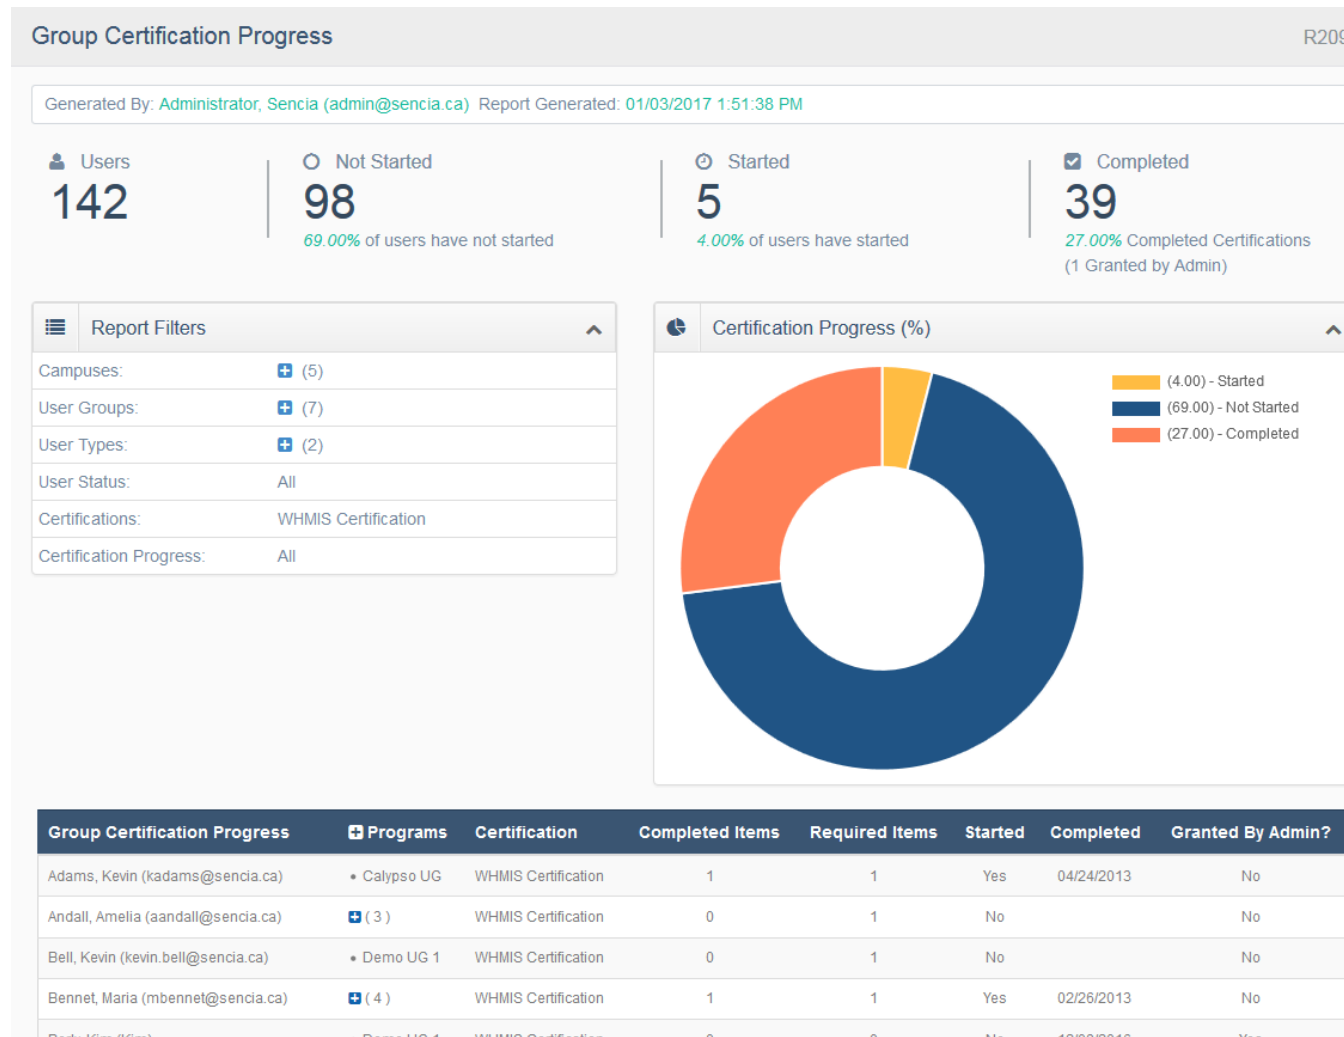 Group Certification Progress R209
Generated By: Administrator, Sencia (admin@sencia.ca) Report Generated: 01/03/2017 1:51:38 PM
Users Not Started Started Completed
142 98 5 39
69.00% of users have not started 4.00% of users have started 27.00% Completed Certifications
(1 Granted by Admin)
Report Filters
Campuses: (5)
User Groups: (7)
User Types: (2)
User Status: All
Certifications: WHMIS Certification
Certification Progress: All
Certification Progress (%)
(4.00) - Started
(69.00) - Not Started
(27.00) - Completed
Group Certification Progress Programs Certification Completed Items Required Items Started Completed Granted By Admin?
Adams, Kevin (kadams@sencia.ca) • Calypso UG WHMIS Certification 1 1 Yes 04/24/2013 No
Andall, Amelia (aandall@sencia.ca) (3) WHMIS Certification 0 1 No No
Bell, Kevin (kevin.bell@sencia.ca) • Demo UG 1 WHMIS Certification 0 1 No No
Bennet, Maria (mbennet@sencia.ca) (4) WHMIS Certification 1 1 Yes 02/26/2013 No